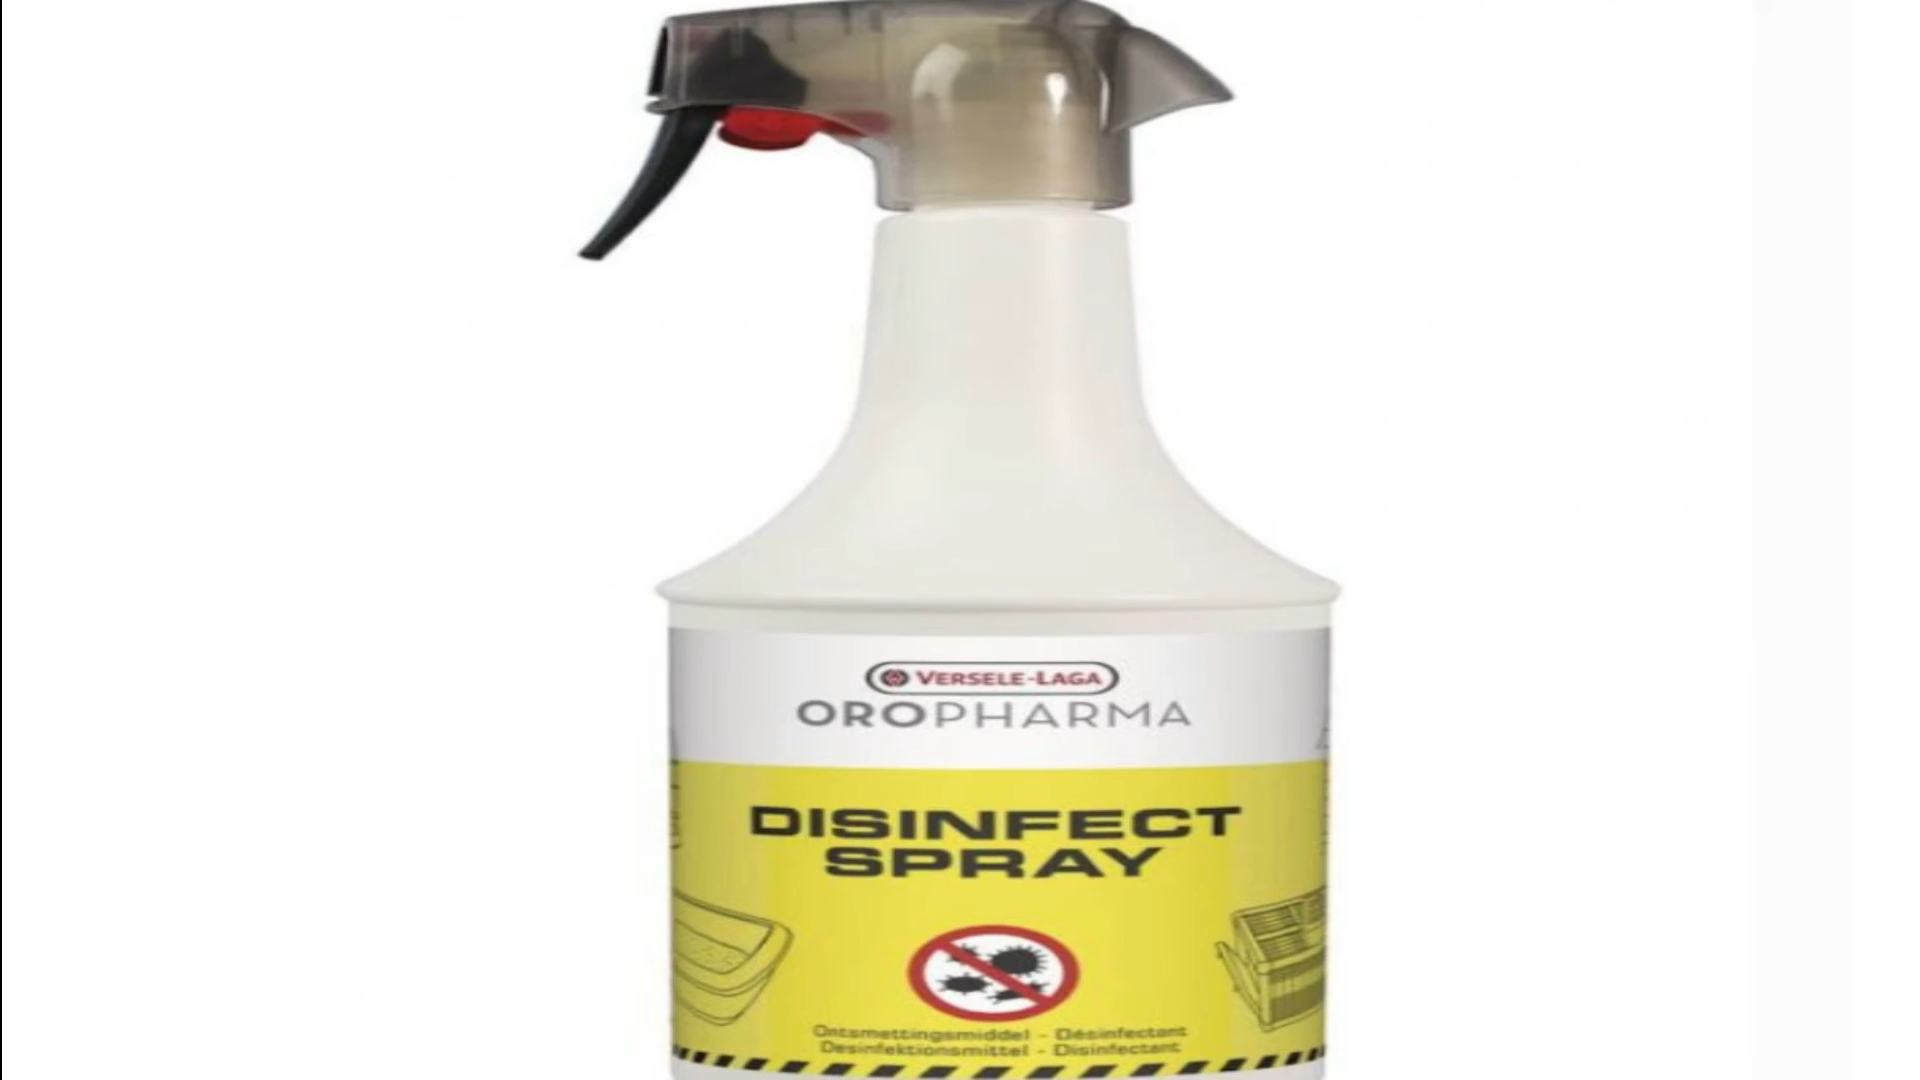 VERSELE-LAGA
OROPHARMA
DISINFECT
SPRAY
Ontsmettingsmiddel - Désinfectant
Desinfektionsmittel - Disinfectant